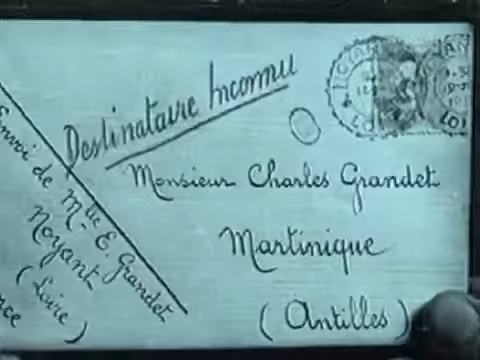 Destinataire Inconnu
Monsieur Charles Grandet
Martinique
(Antilles)
Envoi de Mlle E. Grandet
Noyant
(Loire)